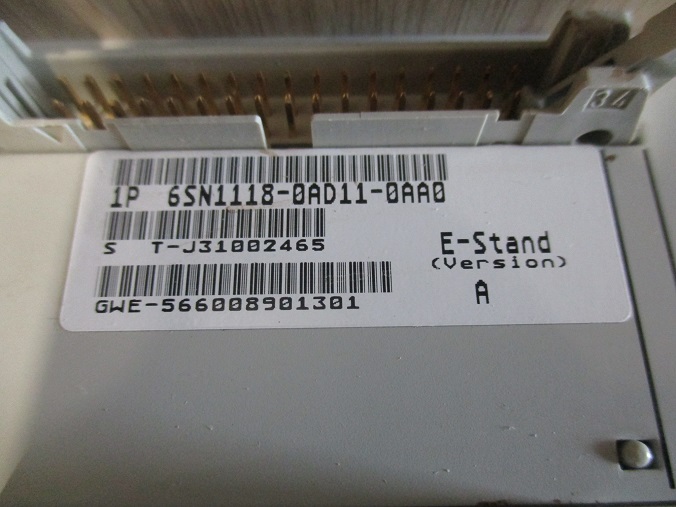 34
1P 6SN1118-0AD11-0AA0
S T-J31002465
E-Stand
(Version)
A
GWE-566008901301